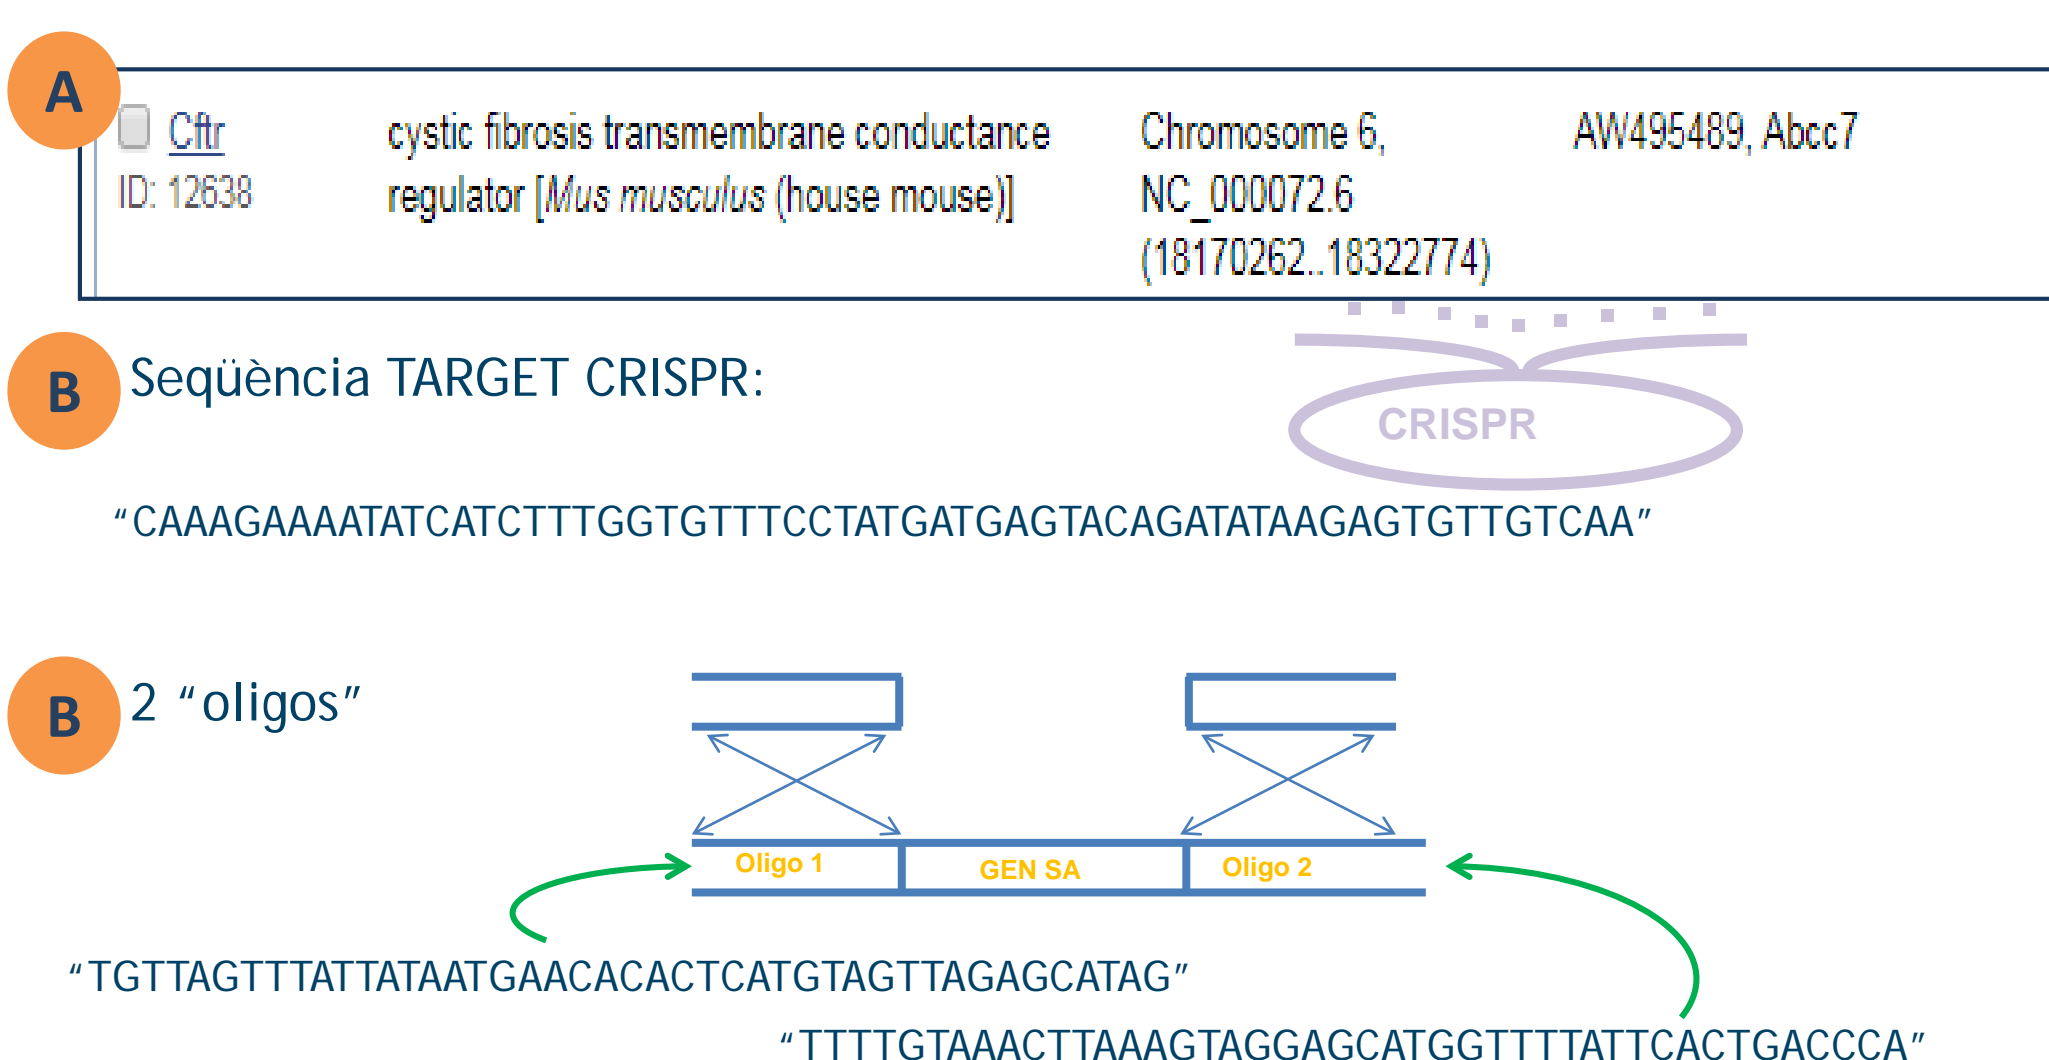 A
Cftr
ID: 12638
cystic fibrosis transmembrane conductance
regulator [Mus musculus (house mouse)]
Chromosome 6,
NC_000072.6
(18170262..18322774)
AW495489, Abcc7
B
Seqüència TARGET CRISPR:
CRISPR
“CAAAGAAAATATCATCTTTGGTGTTTCCTATGATGAGTACAGATATAAGAGTGTTGTCAA”
B
2 “oligos”
Oligo 1
GEN SA
Oligo 2
“TGTTAGTTTATTATAATGAACACACTCATGTAGTTAGAGCATAG”
“TTTTGTAAACTTAAAGTAGGAGCATGGTTTTATTCACTGACCCA”